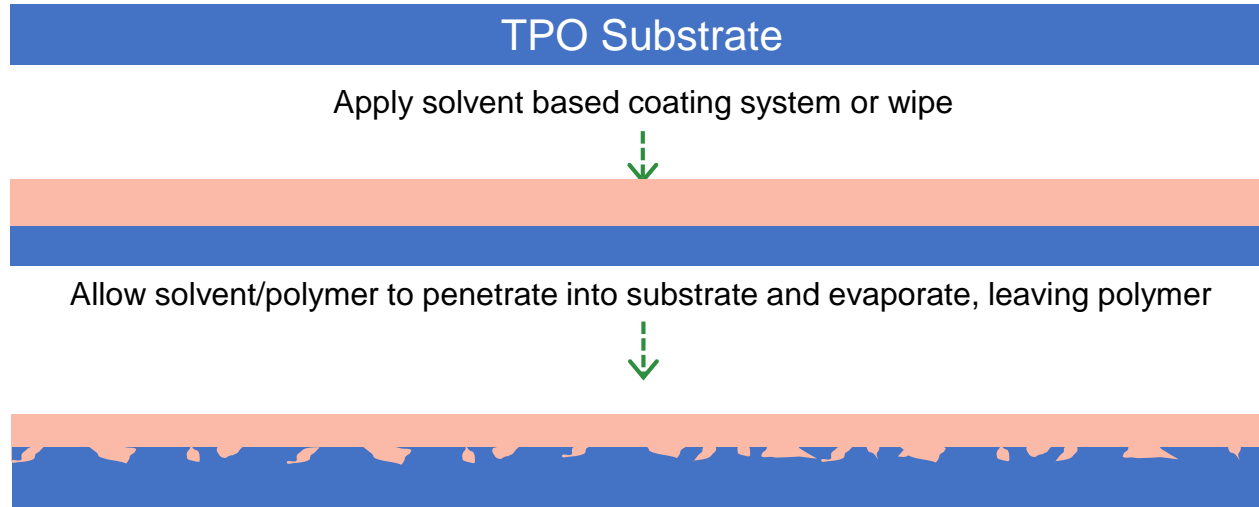 TPO Substrate
Apply solvent based coating system or wipe
Allow solvent/polymer to penetrate into substrate and evaporate, leaving polymer